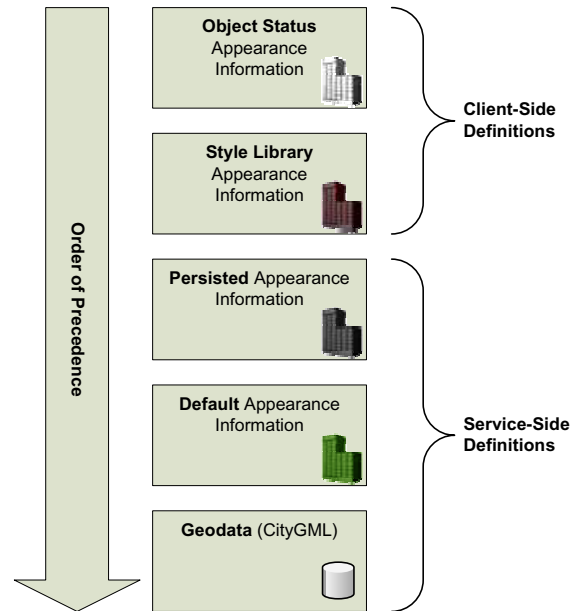 Object Status
Appearance
Information
Client-Side
Definitions
Style Library
Appearance
Information
Order of Precedence
Persisted Appearance
Information
Default Appearance
Information
Service-Side
Definitions
Geodata (CityGML)